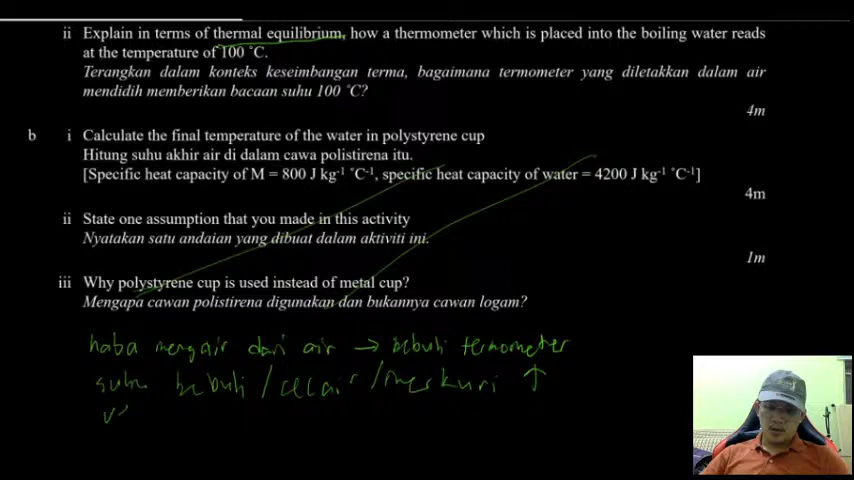 ii Explain in terms of thermal equilibrium, how a thermometer which is placed into the boiling water reads
at the temperature of 100 ˚C.
Terangkan dalam konteks keseimbangan terma, bagaimana termometer yang diletakkan dalam air
mendidih memberikan bacaan suhu 100 ˚C?
4m
b i Calculate the final temperature of the water in polystyrene cup
Hitung suhu akhir air di dalam cawa polistirena itu.
[Specific heat capacity of M = 800 J kg-1 ˚C-1, specific heat capacity of water = 4200 J kg-1 ˚C-1]
4m
ii State one assumption that you made in this activity
Nyatakan satu andaian yang dibuat dalam aktiviti ini.
1m
iii Why polystyrene cup is used instead of metal cup?
Mengapa cawan polistirena digunakan dan bukannya cawan logam?
haba mengair dari air → bebuli termometer
suhu bebuli / cecair / merkuri ↑